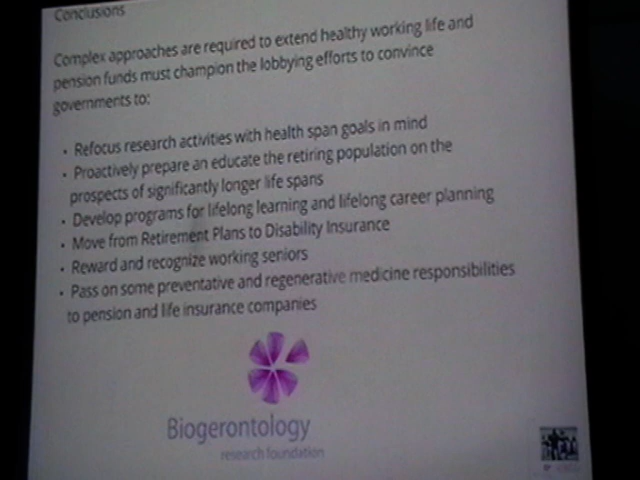 Conclusions
Complex approaches are required to extend healthy working life and
pension funds must champion the lobbying efforts to convince
governments to:
• Refocus research activities with health span goals in mind
• Proactively prepare an educate the retiring population on the
prospects of significantly longer life spans
• Develop programs for lifelong learning and lifelong career planning
• Move from Retirement Plans to Disability Insurance
• Reward and recognize working seniors
• Pass on some preventative and regenerative medicine responsibilities
to pension and life insurance companies
Biogerontology
research foundation